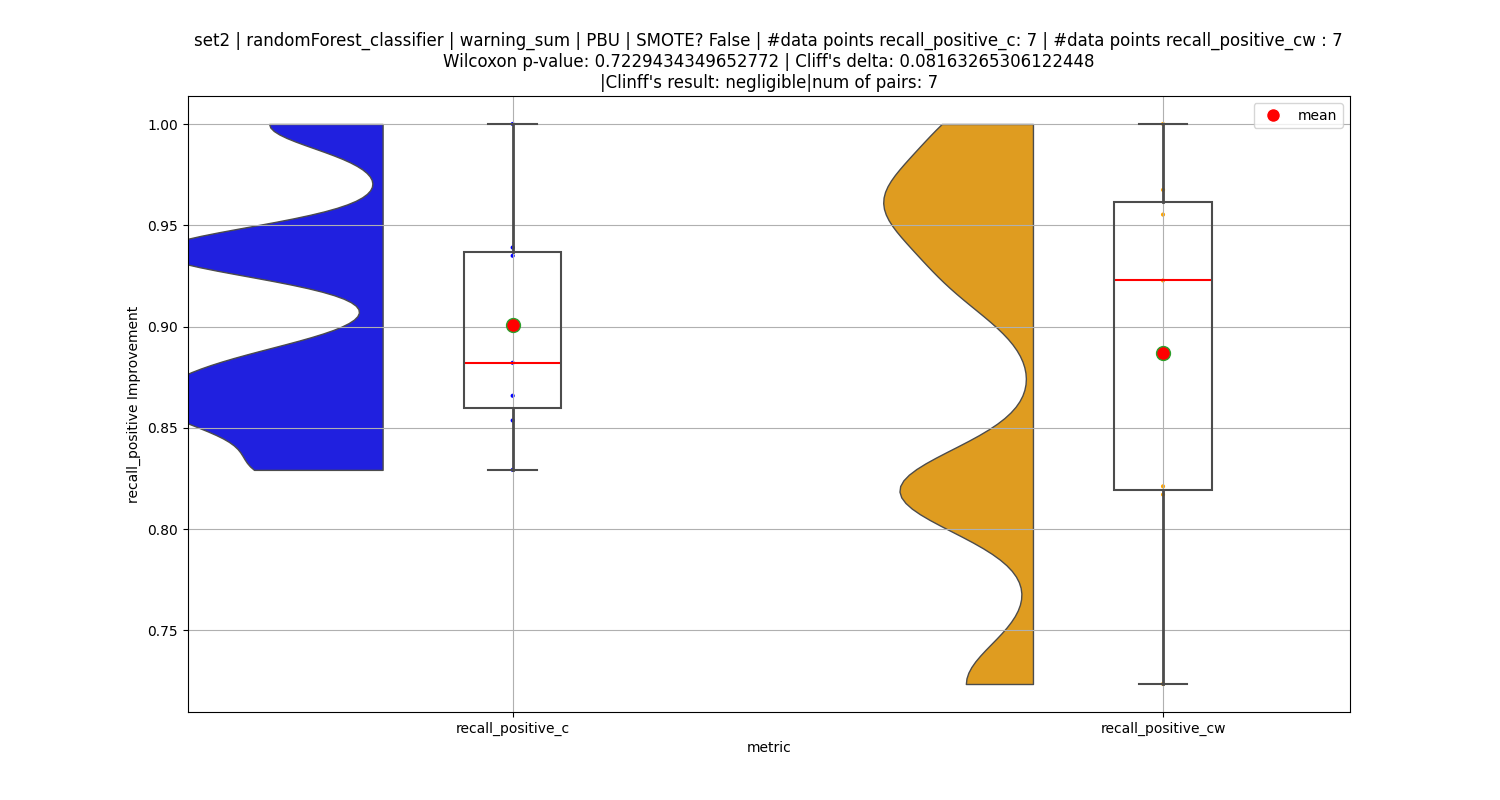 set2 | randomForest_classifier | warning_sum | PBU | SMOTE? False | #data points recall_positive_c: 7 | #data points recall_positive_cw : 7
Wilcoxon p-value: 0.7229434349652772 | Cliff's delta: 0.08163265306122448
|Clinff's result: negligible|num of pairs: 7
mean
1.00
0.95
0.90
0.85
0.80
0.75
recall_positive Improvement
recall_positive_c
recall_positive_cw
metric